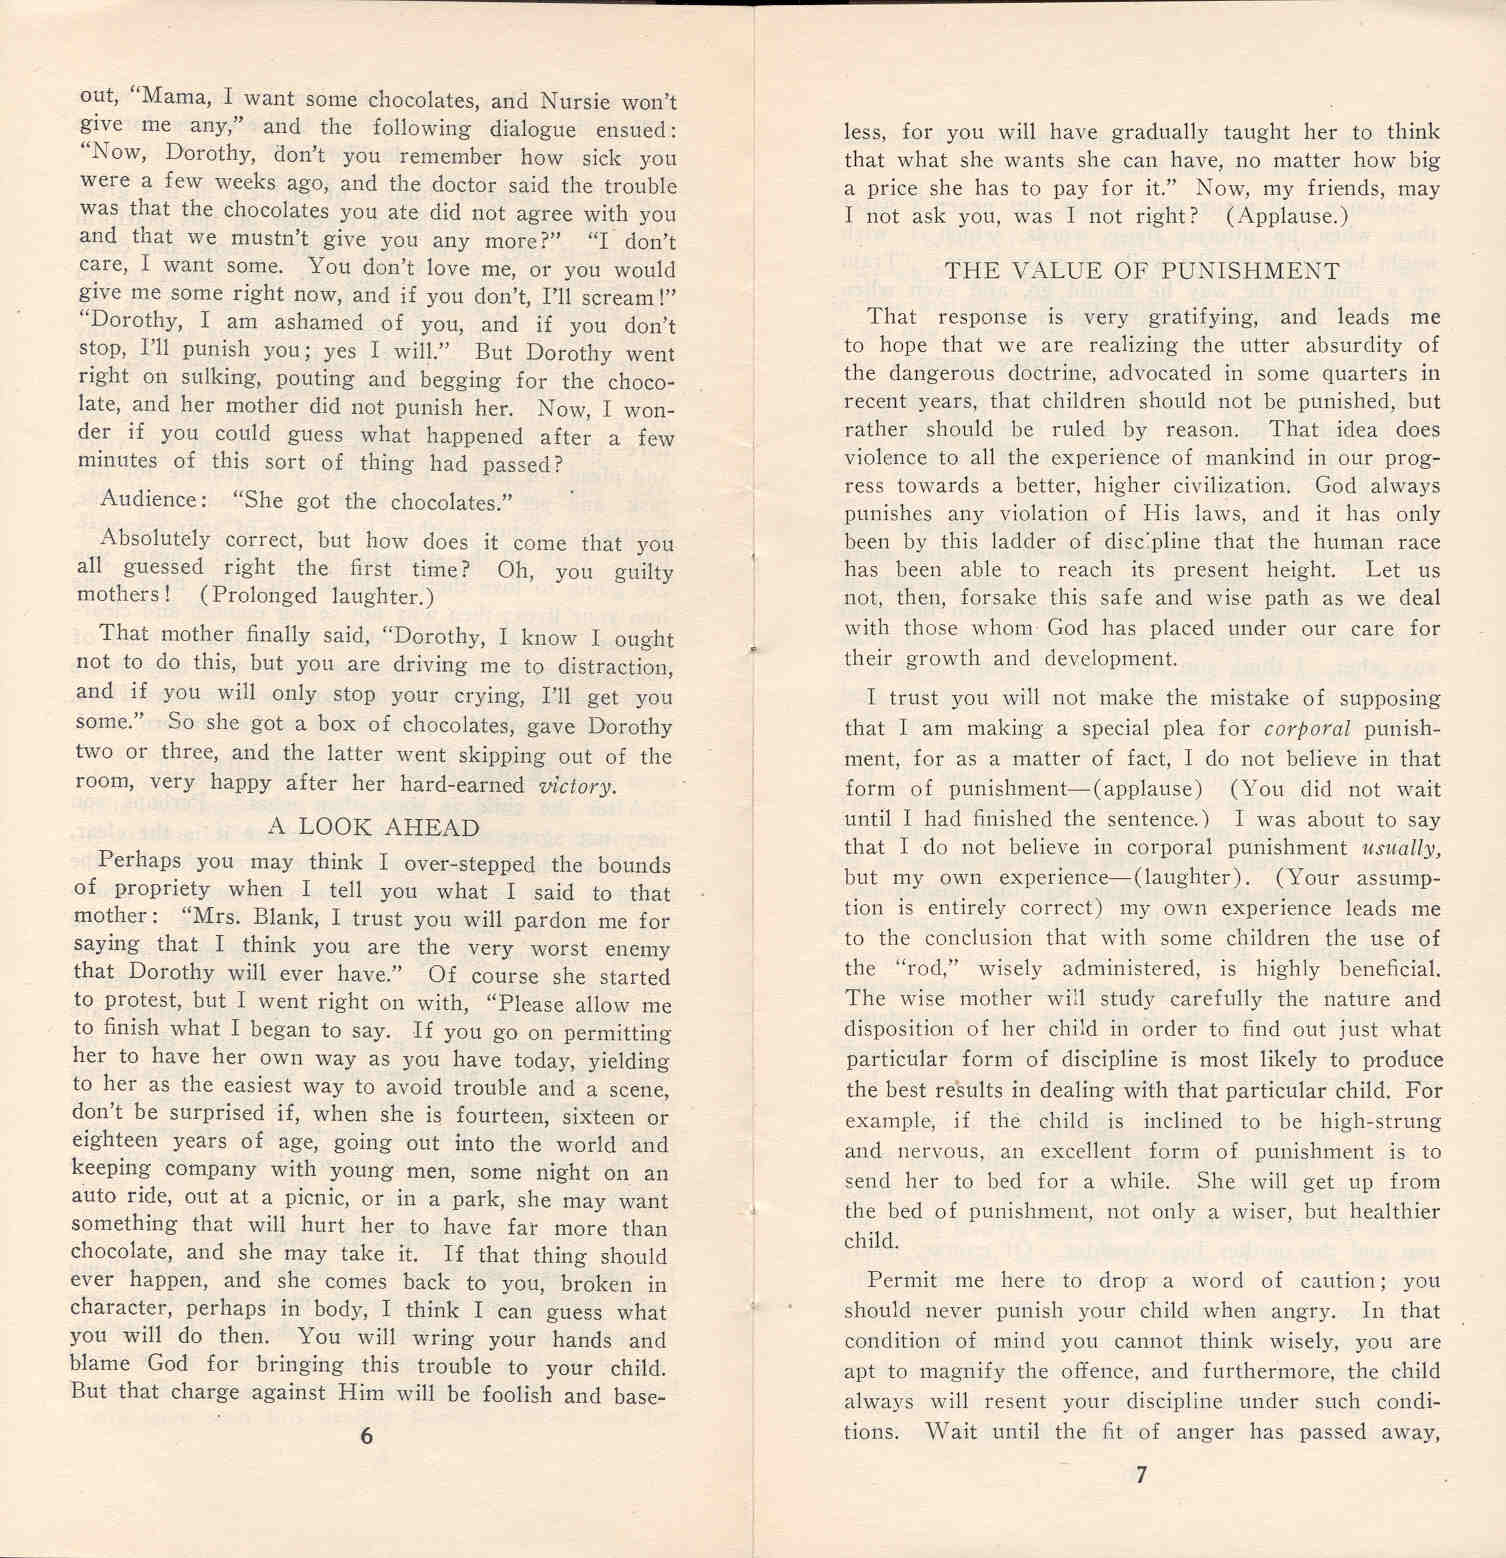 out, “Mama, I want some chocolates, and Nursie won’t
give me any,” and the following dialogue ensued:
“Now, Dorothy, don’t you remember how sick you
were a few weeks ago, and the doctor said the trouble
was that the chocolates you ate did not agree with you
and that we mustn’t give you any more?” “I don’t
care, I want some. You don’t love me, or you would
give me some right now, and if you don’t, I’ll scream!”
“Dorothy, I am ashamed of you, and if you don’t
stop, I’ll punish you; yes I will.” But Dorothy went
right on sulking, pouting and begging for the choco-
late, and her mother did not punish her. Now, I won-
der if you could guess what happened after a few
minutes of this sort of thing had passed?
Audience: “She got the chocolates.”
Absolutely correct, but how does it come that you
all guessed right the first time? Oh, you guilty
mothers! (Prolonged laughter.)
That mother finally said, “Dorothy, I know I ought
not to do this, but you are driving me to distraction,
and if you will only stop your crying, I’ll get you
some.” So she got a box of chocolates, gave Dorothy
two or three, and the latter went skipping out of the
room, very happy after her hard-earned victory.
A LOOK AHEAD
Perhaps you may think I over-stepped the bounds
of propriety when I tell you what I said to that
mother: “Mrs. Blank, I trust you will pardon me for
saying that I think you are the very worst enemy
that Dorothy will ever have.” Of course she started
to protest, but I went right on with, “Please allow me
to finish what I began to say. If you go on permitting
her to have her own way as you have today, yielding
to her as the easiest way to avoid trouble and a scene,
don’t be surprised if, when she is fourteen, sixteen or
eighteen years of age, going out into the world and
keeping company with young men, some night on an
auto ride, out at a picnic, or in a park, she may want
something that will hurt her to have far more than
chocolate, and she may take it. If that thing should
ever happen, and she comes back to you, broken in
character, perhaps in body, I think I can guess what
you will do then. You will wring your hands and
blame God for bringing this trouble to your child.
But that charge against Him will be foolish and base-
6
less, for you will have gradually taught her to think
that what she wants she can have, no matter how big
a price she has to pay for it.” Now, my friends, may
I not ask you, was I not right? (Applause.)
THE VALUE OF PUNISHMENT
That response is very gratifying, and leads me
to hope that we are realizing the utter absurdity of
the dangerous doctrine, advocated in some quarters in
recent years, that children should not be punished, but
rather should be ruled by reason. That idea does
violence to all the experience of mankind in our prog-
ress towards a better, higher civilization. God always
punishes any violation of His laws, and it has only
been by this ladder of discipline that the human race
has been able to reach its present height. Let us
not, then, forsake this safe and wise path as we deal
with those whom God has placed under our care for
their growth and development.
I trust you will not make the mistake of supposing
that I am making a special plea for corporal punish-
ment, for as a matter of fact, I do not believe in that
form of punishment—(applause) (You did not wait
until I had finished the sentence.) I was about to say
that I do not believe in corporal punishment usually,
but my own experience—(laughter). (Your assump-
tion is entirely correct) my own experience leads me
to the conclusion that with some children the use of
the “rod,” wisely administered, is highly beneficial.
The wise mother will study carefully the nature and
disposition of her child in order to find out just what
particular form of discipline is most likely to produce
the best results in dealing with that particular child. For
example, if the child is inclined to be high-strung
and nervous, an excellent form of punishment is to
send her to bed for a while. She will get up from
the bed of punishment, not only a wiser, but healthier
child.
Permit me here to drop a word of caution; you
should never punish your child when angry. In that
condition of mind you cannot think wisely, you are
apt to magnify the offence, and furthermore, the child
always will resent your discipline under such condi-
tions. Wait until the fit of anger has passed away,
7